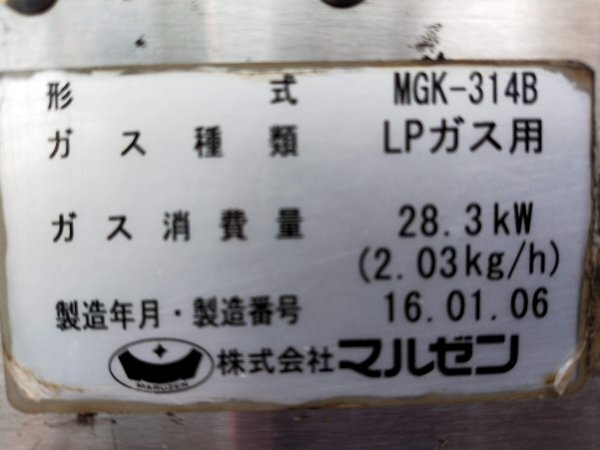 形式 MGK-314B
ガス種類 LPガス用
ガス消費量 28.3kW
(2.03kg/h)
製造年月・製造番号 16.01.06
MARUZEN 株式会社マルゼン